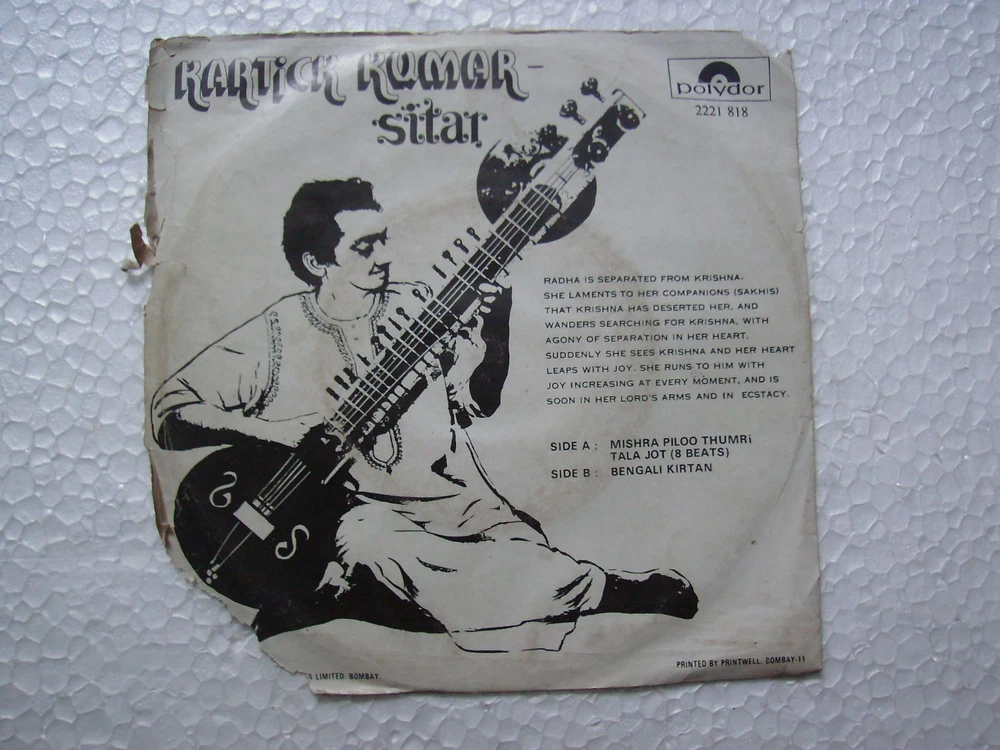 KARTICK KUMAR –
sitar
polydor
2221 818
RADHA IS SEPARATED FROM KRISHNA.
SHE LAMENTS TO HER COMPANIONS (SAKHIS)
THAT KRISHNA HAS DESERTED HER, AND
WANDERS SEARCHING FOR KRISHNA, WITH
AGONY OF SEPARATION IN HER HEART.
SUDDENLY SHE SEES KRISHNA AND HER HEART
LEAPS WITH JOY. SHE RUNS TO HIM WITH
JOY INCREASING AT EVERY MOMENT, AND IS
SOON IN HER LORD'S ARMS AND IN ECSTACY.
SIDE A : MISHRA PILOO THUMRI
TALA JOT (8 BEATS)
SIDE B : BENGALI KIRTAN
LIMITED. BOMBAY.
PRINTED BY PRINTWELL. BOMBAY-11